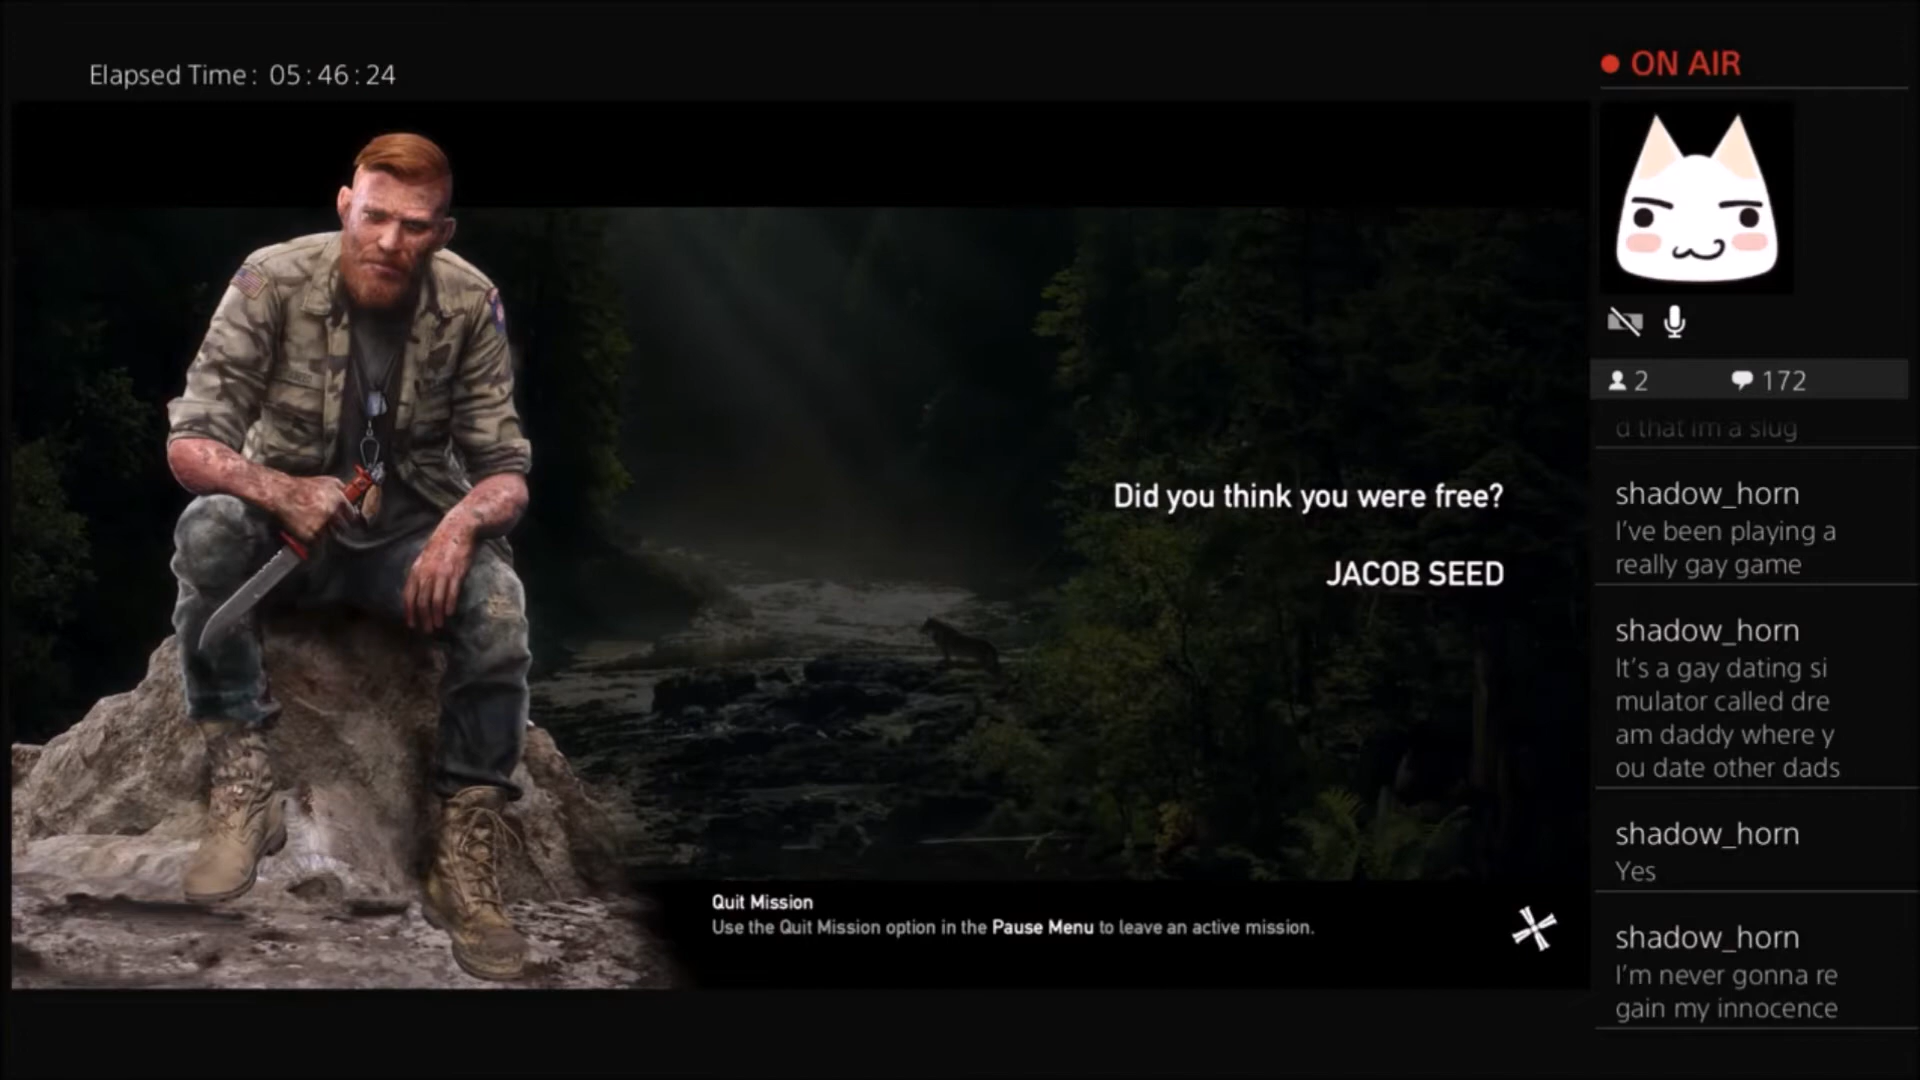 Elapsed Time: 05:46:24
ON AIR
2 172
d that im a slug
shadow_horn
I've been playing a
really gay game
shadow_horn
It's a gay dating si
mulator called dre
am daddy where y
ou date other dads
shadow_horn
Yes
shadow_horn
I'm never gonna re
gain my innocence
Did you think you were free?
JACOB SEED
Quit Mission
Use the Quit Mission option in the Pause Menu to leave an active mission.